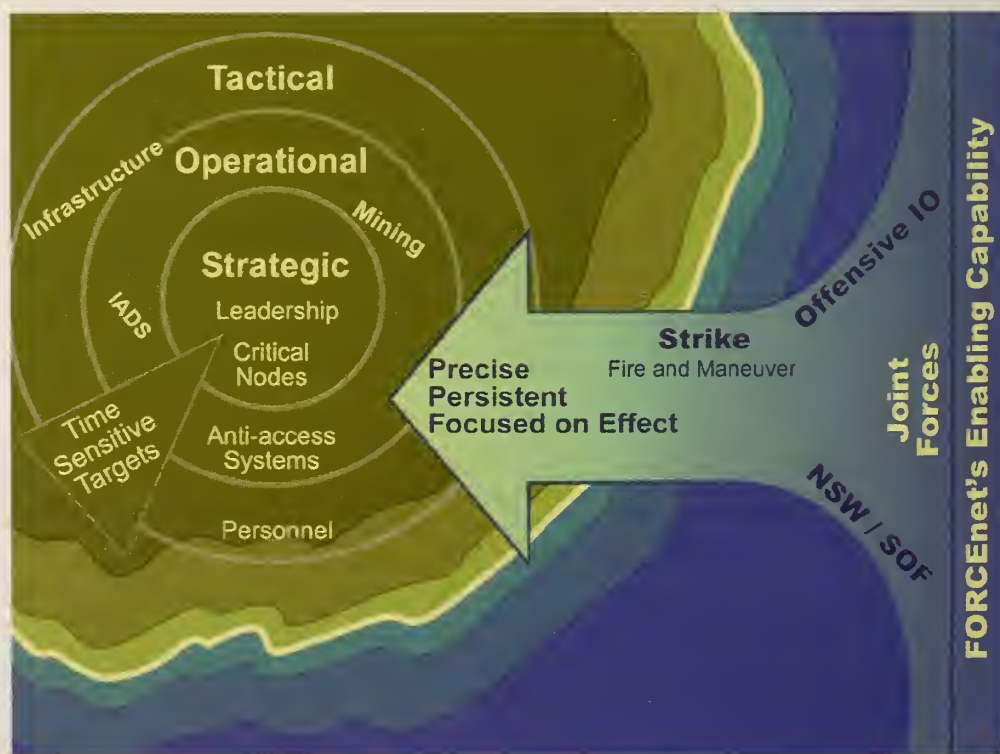 Tactical
Operational
Infrastructure
Mining
Strategic
IADS
Leadership
Critical
Nodes
Time
Sensitive
Targets
Anti-access
Systems
Personnel
Precise
Persistent
Focused on Effect
Strike
Fire and Maneuver
Offensive IO
Joint
Forces
NSW / SOF
FORCEnet's Enabling Capability